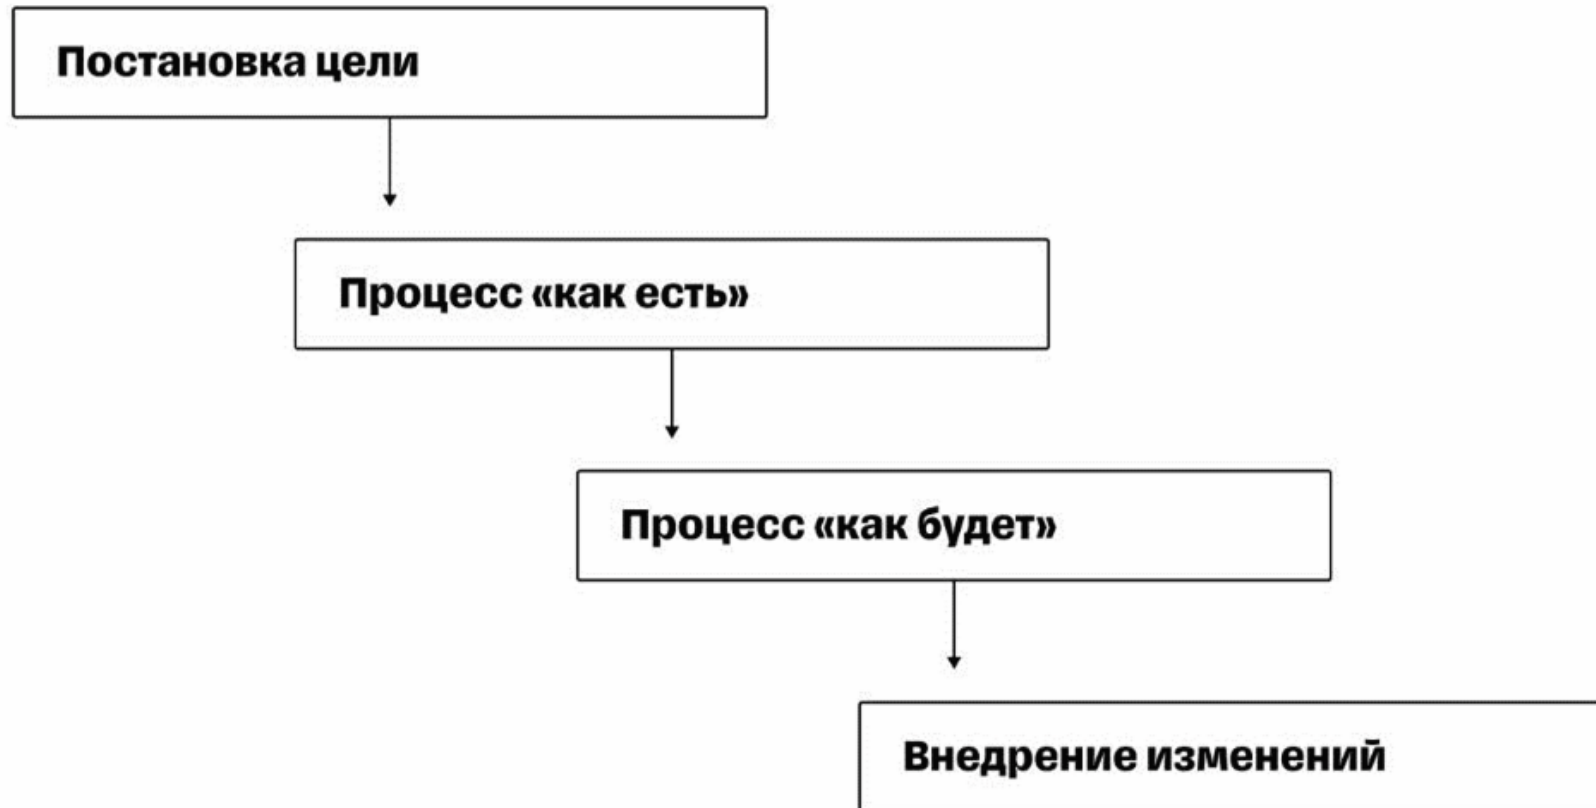 Постановка цели
Процесс «как есть»
Процесс «как будет»
Внедрение изменений